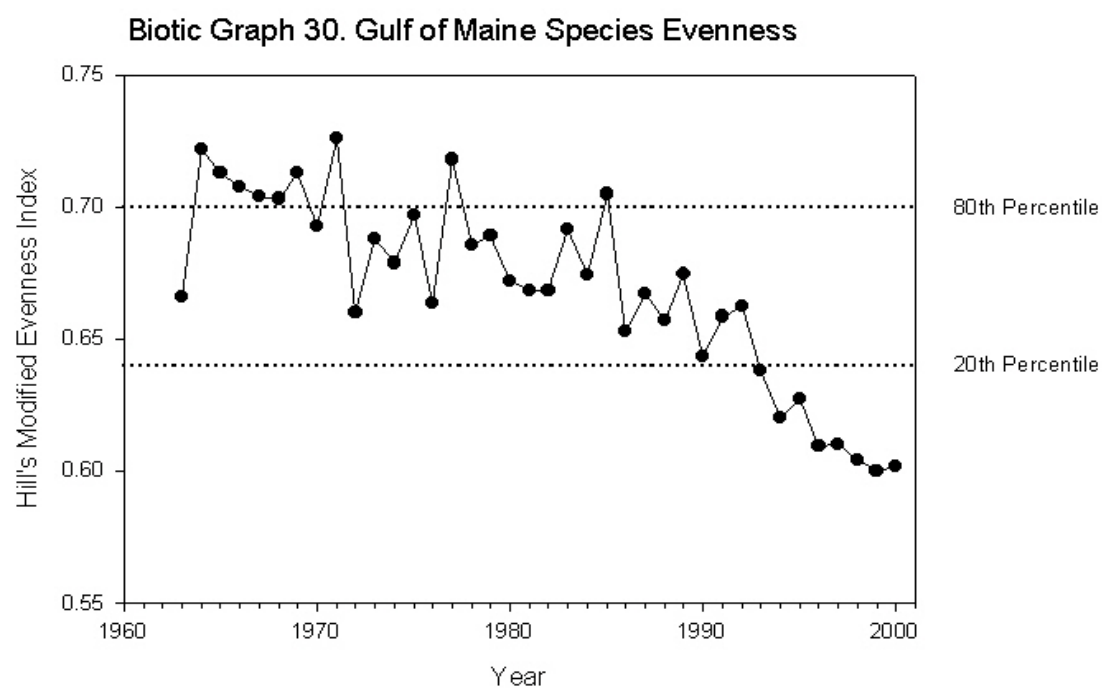 Biotic Graph 30. Gulf of Maine Species Evenness
0.75
0.70
0.65
0.60
0.55
Hill's Modified Evenness Index
80th Percentile
20th Percentile
1960
1970
1980
1990
2000
Year